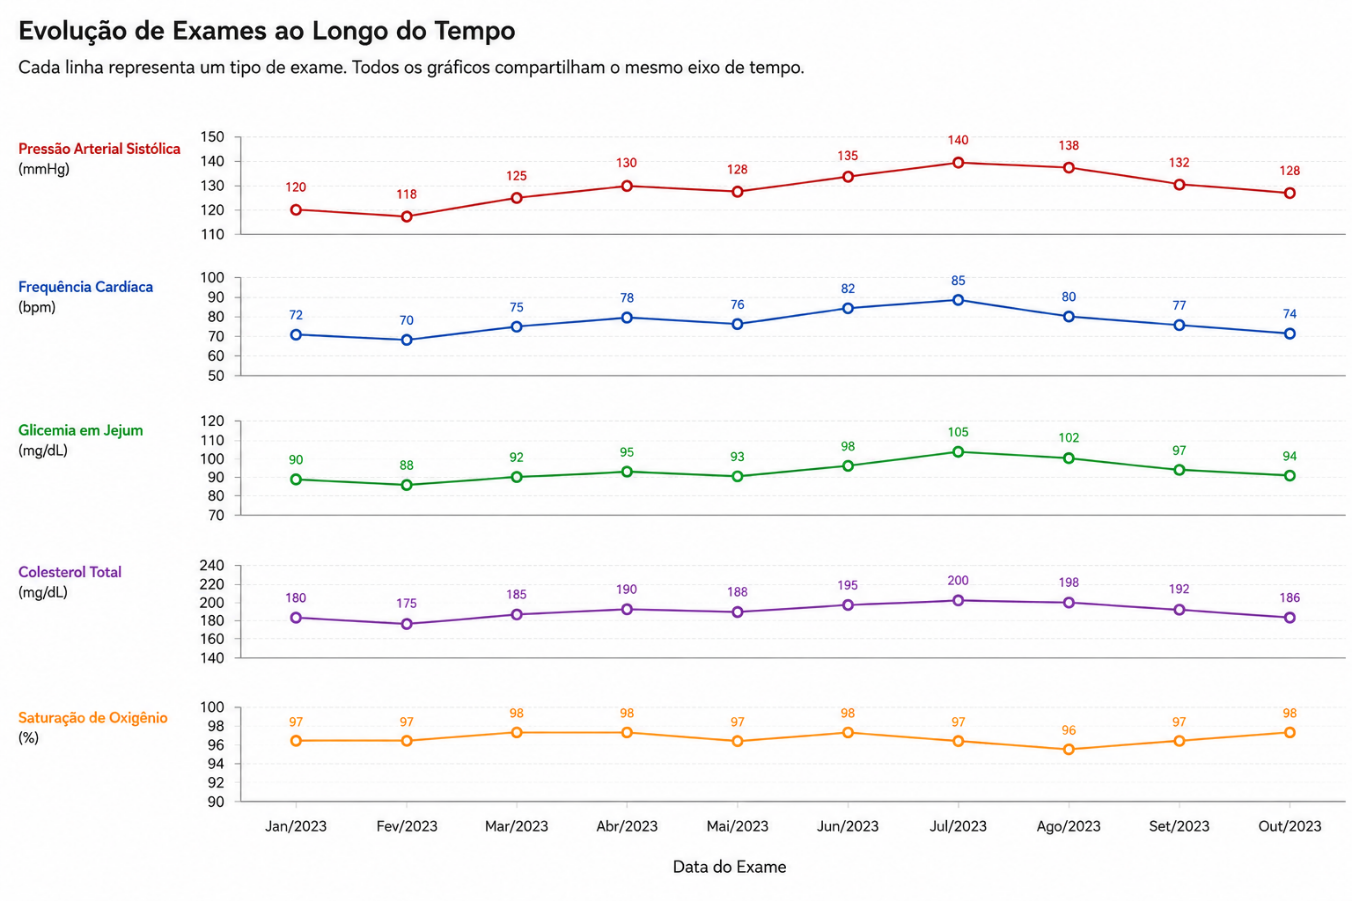 Evolução de Exames ao Longo do Tempo
Cada linha representa um tipo de exame. Todos os gráficos compartilham o mesmo eixo de tempo.
Pressão Arterial Sistólica
(mmHg)
150
140
130
120
110
120 118 125 130 128 135 140 138 132 128
Frequência Cardíaca
(bpm)
100
90
80
70
60
50
72 70 75 78 76 82 85 80 77 74
Glicemia em Jejum
(mg/dL)
120
110
100
90
80
70
90 88 92 95 93 98 105 102 97 94
Colesterol Total
(mg/dL)
240
220
200
180
160
140
180 175 185 190 188 195 200 198 192 186
Saturação de Oxigênio
(%)
100
98
96
94
92
90
97 97 98 98 97 98 97 96 97 98
Jan/2023 Fev/2023 Mar/2023 Abr/2023 Mai/2023 Jun/2023 Jul/2023 Ago/2023 Set/2023 Out/2023
Data do Exame